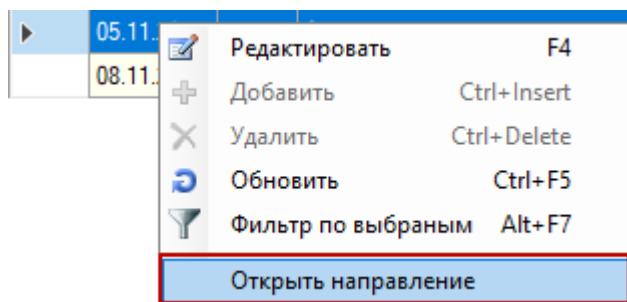 05.11.
Редактировать F4
08.11.
Добавить Ctrl+Insert
Удалить Ctrl+Delete
Обновить Ctrl+F5
Фильтр по выбраным Alt+F7
Открыть направление